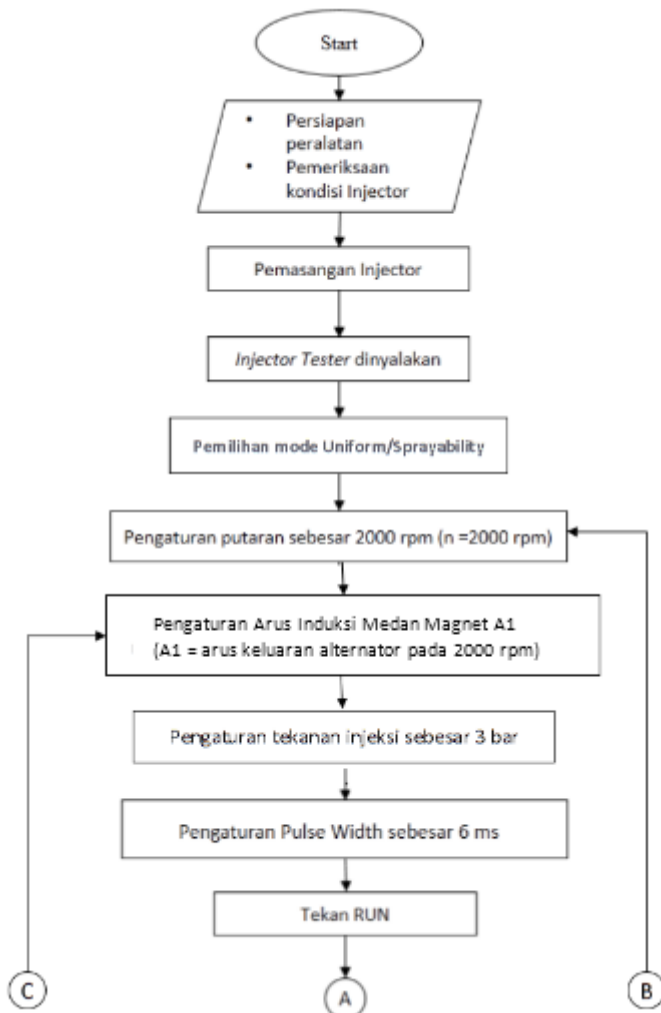 Start
• Persiapan
peralatan
• Pemeriksaan
kondisi Injector
Pemasangan Injector
Injector Tester dinyalakan
Pemilihan mode Uniform/Sprayability
Pengaturan putaran sebesar 2000 rpm (n =2000 rpm)
Pengaturan Arus Induksi Medan Magnet A1
(A1 = arus keluaran alternator pada 2000 rpm)
Pengaturan tekanan injeksi sebesar 3 bar
Pengaturan Pulse Width sebesar 6 ms
Tekan RUN
C
A
B